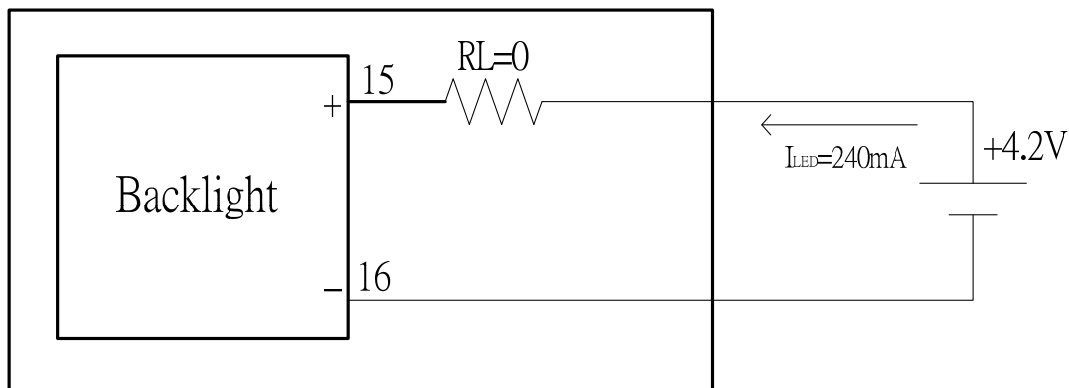 RL=0
15
+
+4.2V
ILED=240mA
Backlight
16
−